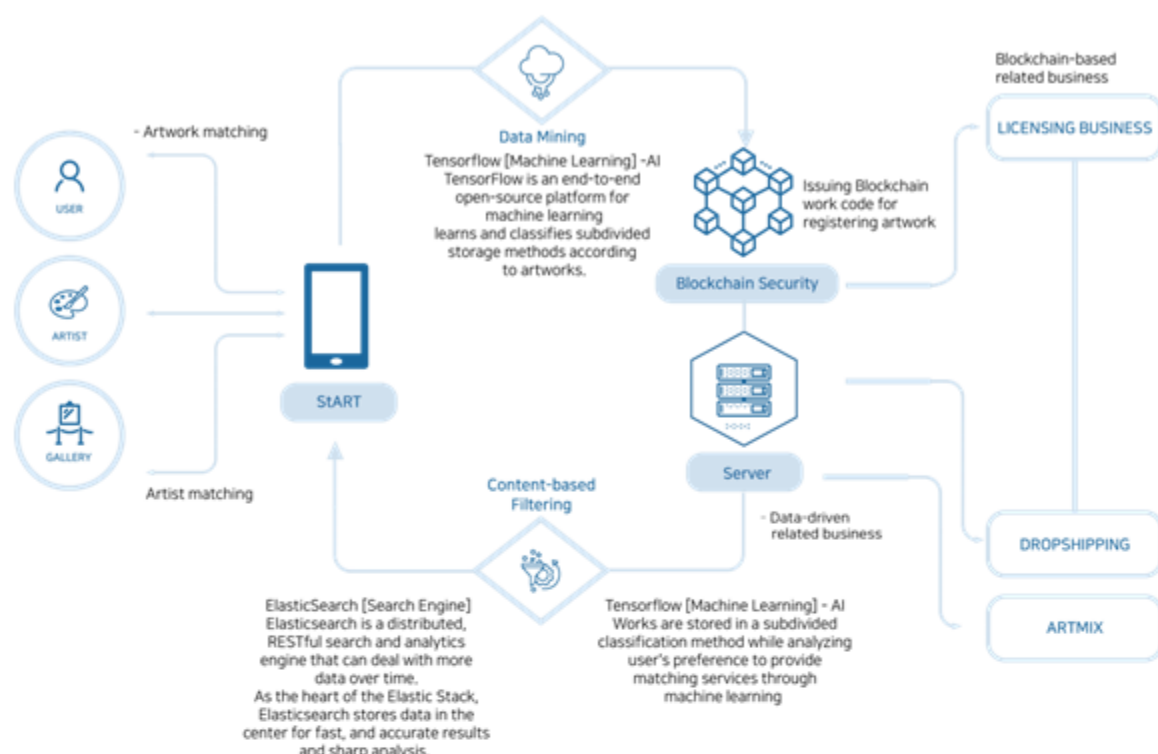 Blockchain-based
related business
LICENSING BUSINESS
- Artwork matching
USER
Data Mining
Tensorflow [Machine Learning] -AI
TensorFlow is an end-to-end
open-source platform for
machine learning
learns and classifies subdivided
storage methods according
to artworks.
Issuing Blockchain
work code for
registering artwork
Blockchain Security
ARTIST
StART
GALLERY
Artist matching
Server
Content-based
Filtering
- Data-driven
related business
DROPSHIPPING
ARTMIX
ElasticSearch [Search Engine]
Elasticsearch is a distributed,
RESTful search and analytics
engine that can deal with more
data over time.
As the heart of the Elastic Stack,
Elasticsearch stores data in the
center for fast, and accurate results
and sharp analysis.
Tensorflow [Machine Learning] - AI
Works are stored in a subdivided
classification method while analyzing
user's preference to provide
matching services through
machine learning